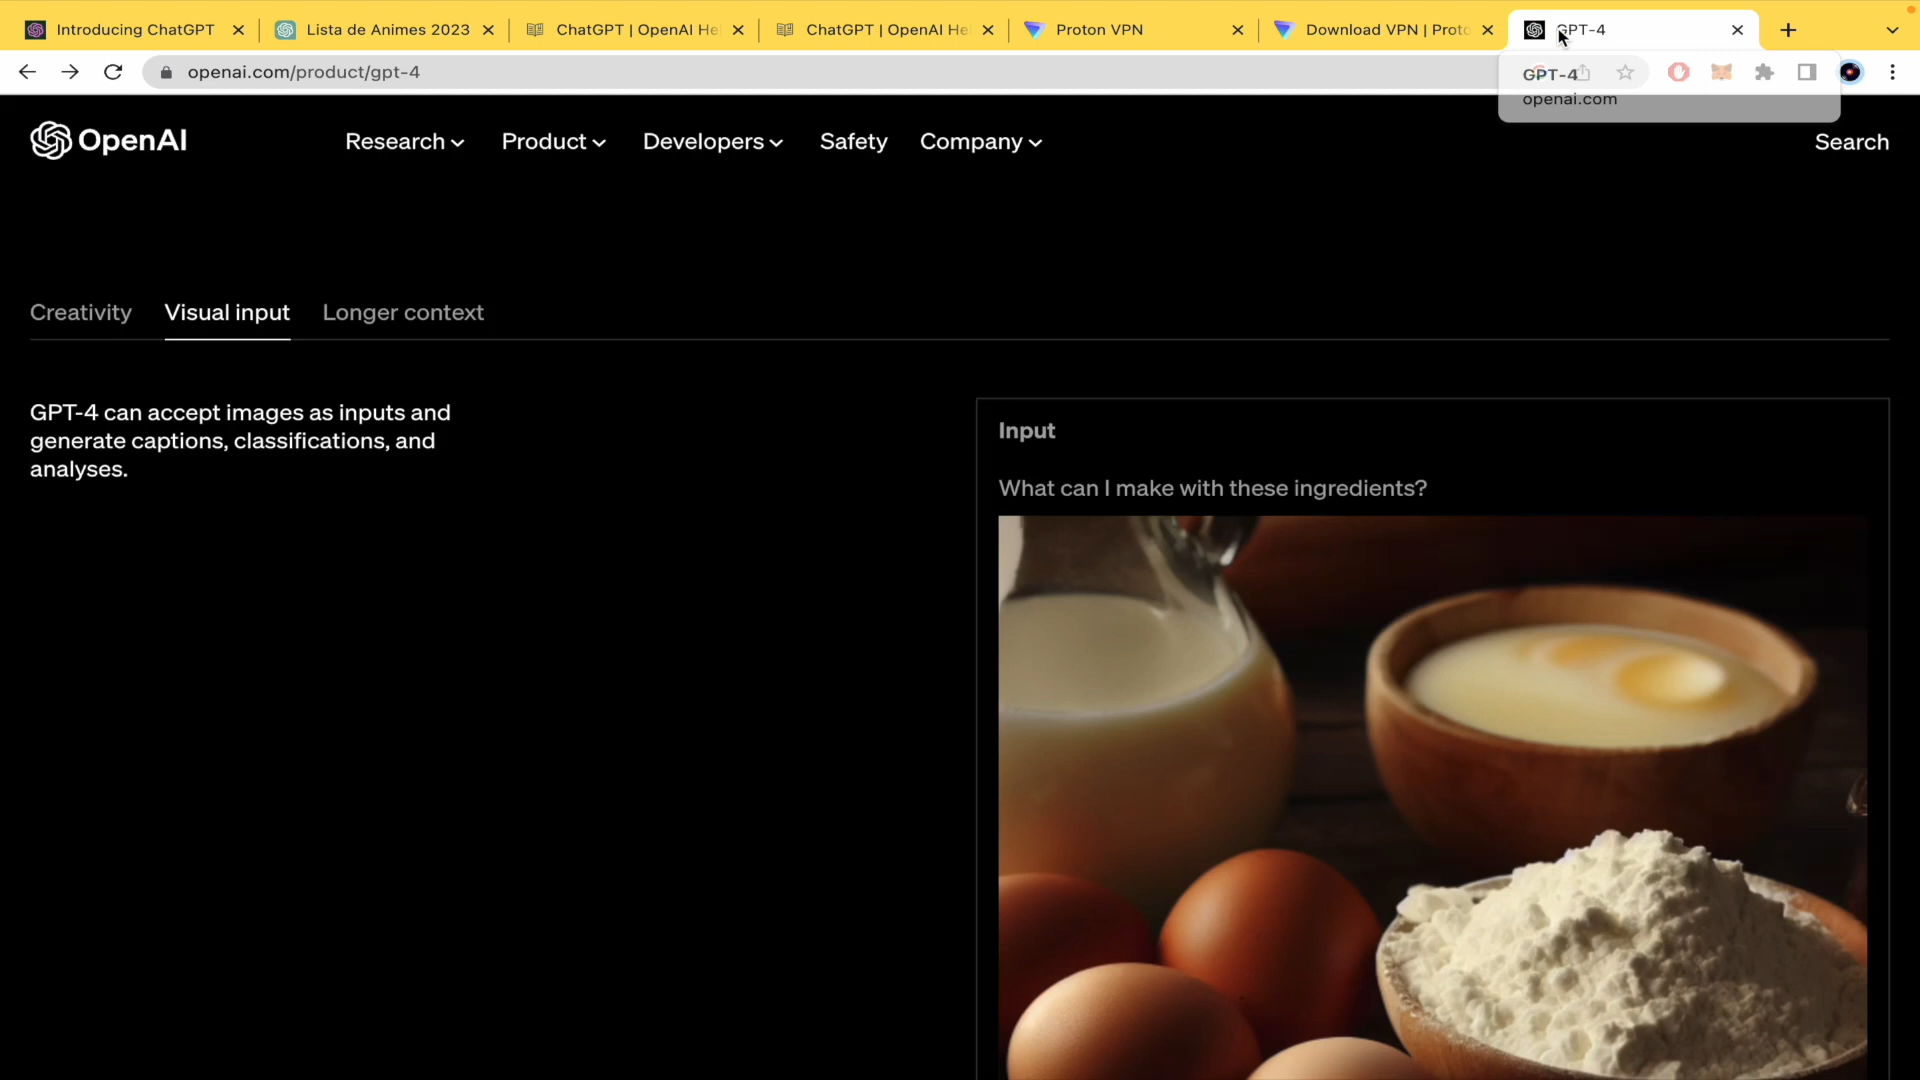 Introducing ChatGPT
Lista de Animes 2023
ChatGPT | OpenAI He
ChatGPT | OpenAI He
Proton VPN
Download VPN | Proto
GPT-4
openai.com/product/gpt-4
GPT-4
openai.com
OpenAI
Research
Product
Developers
Safety
Company
Search
Creativity
Visual input
Longer context
GPT-4 can accept images as inputs and
generate captions, classifications, and
analyses.
Input
What can I make with these ingredients?